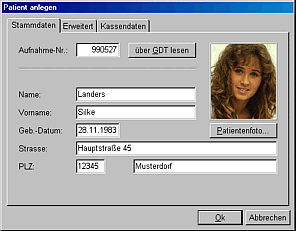 Patient anlegen
Stammdaten Erweitert Kassendaten
Aufnahme-Nr.: 990527 über GDT lesen
Name: Landers
Vorname: Silke
Patientenfoto...
Geb.-Datum: 28.11.1983
Strasse: Hauptstraße 45
PLZ: 12345 Musterdorf
Ok Abbrechen